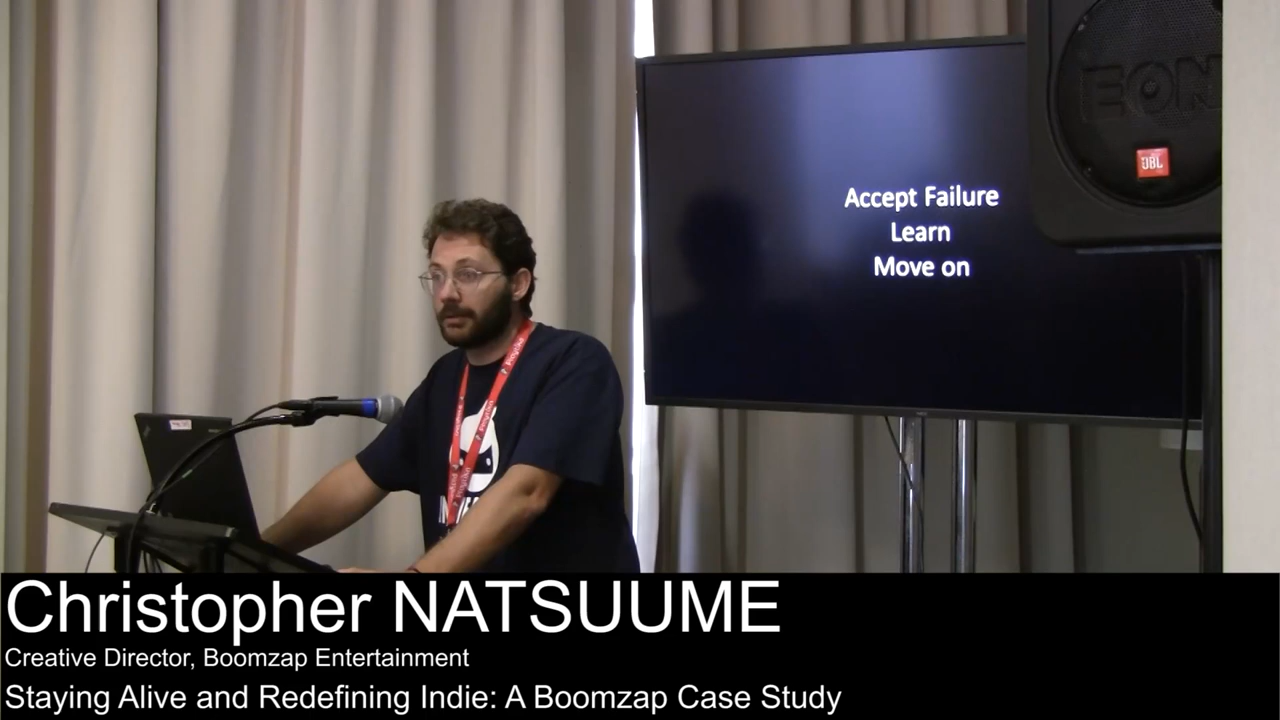 Accept Failure
Learn
Move on
EON
JBL
Christopher NATSUUME
Creative Director, Boomzap Entertainment
Staying Alive and Redefining Indie: A Boomzap Case Study